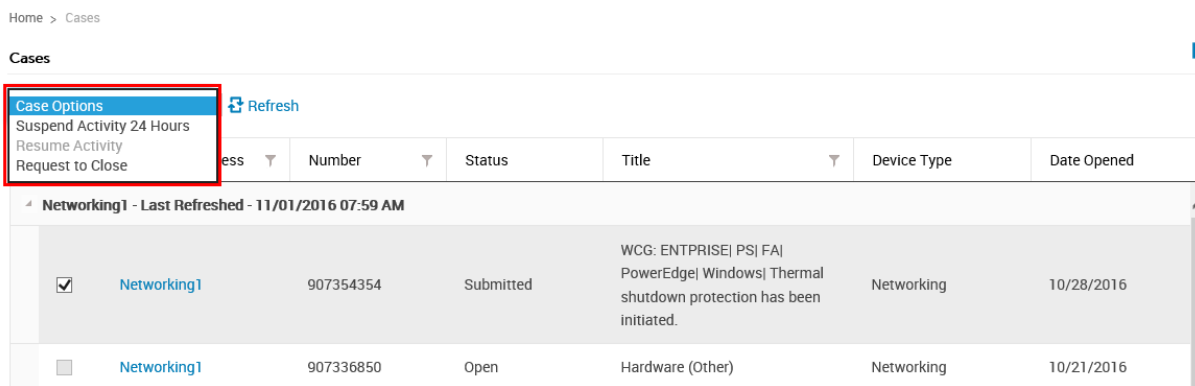 Home > Cases
Cases
Case Options
Refresh
Suspend Activity 24 Hours
Resume Activity
Request to Close
ess Number Status Title Device Type Date Opened
Networking1 - Last Refreshed - 11/01/2016 07:59 AM
WCG: ENTPRISE| PS| FA|
PowerEdge| Windows| Thermal
shutdown protection has been
initiated.
Networking1 907354354 Submitted Networking 10/28/2016
Networking1 907336850 Open Hardware (Other) Networking 10/21/2016